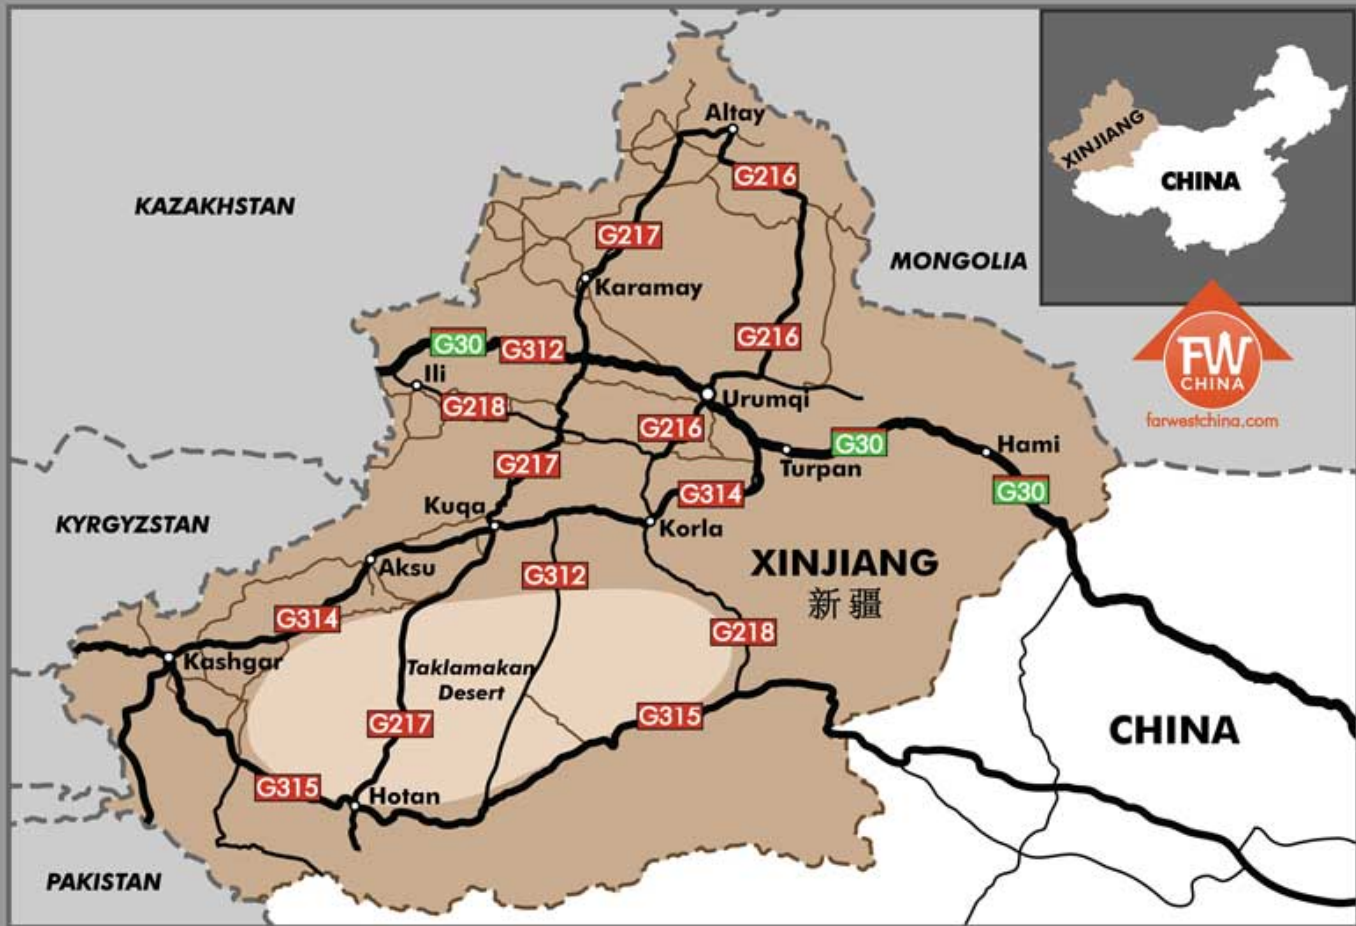 Altay
G216
KAZAKHSTAN
XINJIANG
CHINA
G217
MONGOLIA
Karamay
G216
G30
G312
FW
CHINA
farwestchina.com
Ili
G218
Urumqi
G216
G30
Hami
Turpan
G217
G314
G30
Kuqa
KYRGYZSTAN
Korla
Aksu
G312
XINJIANG
新疆
G314
G218
Kashgar
Taklamakan
Desert
G217
G315
CHINA
G315
Hotan
PAKISTAN